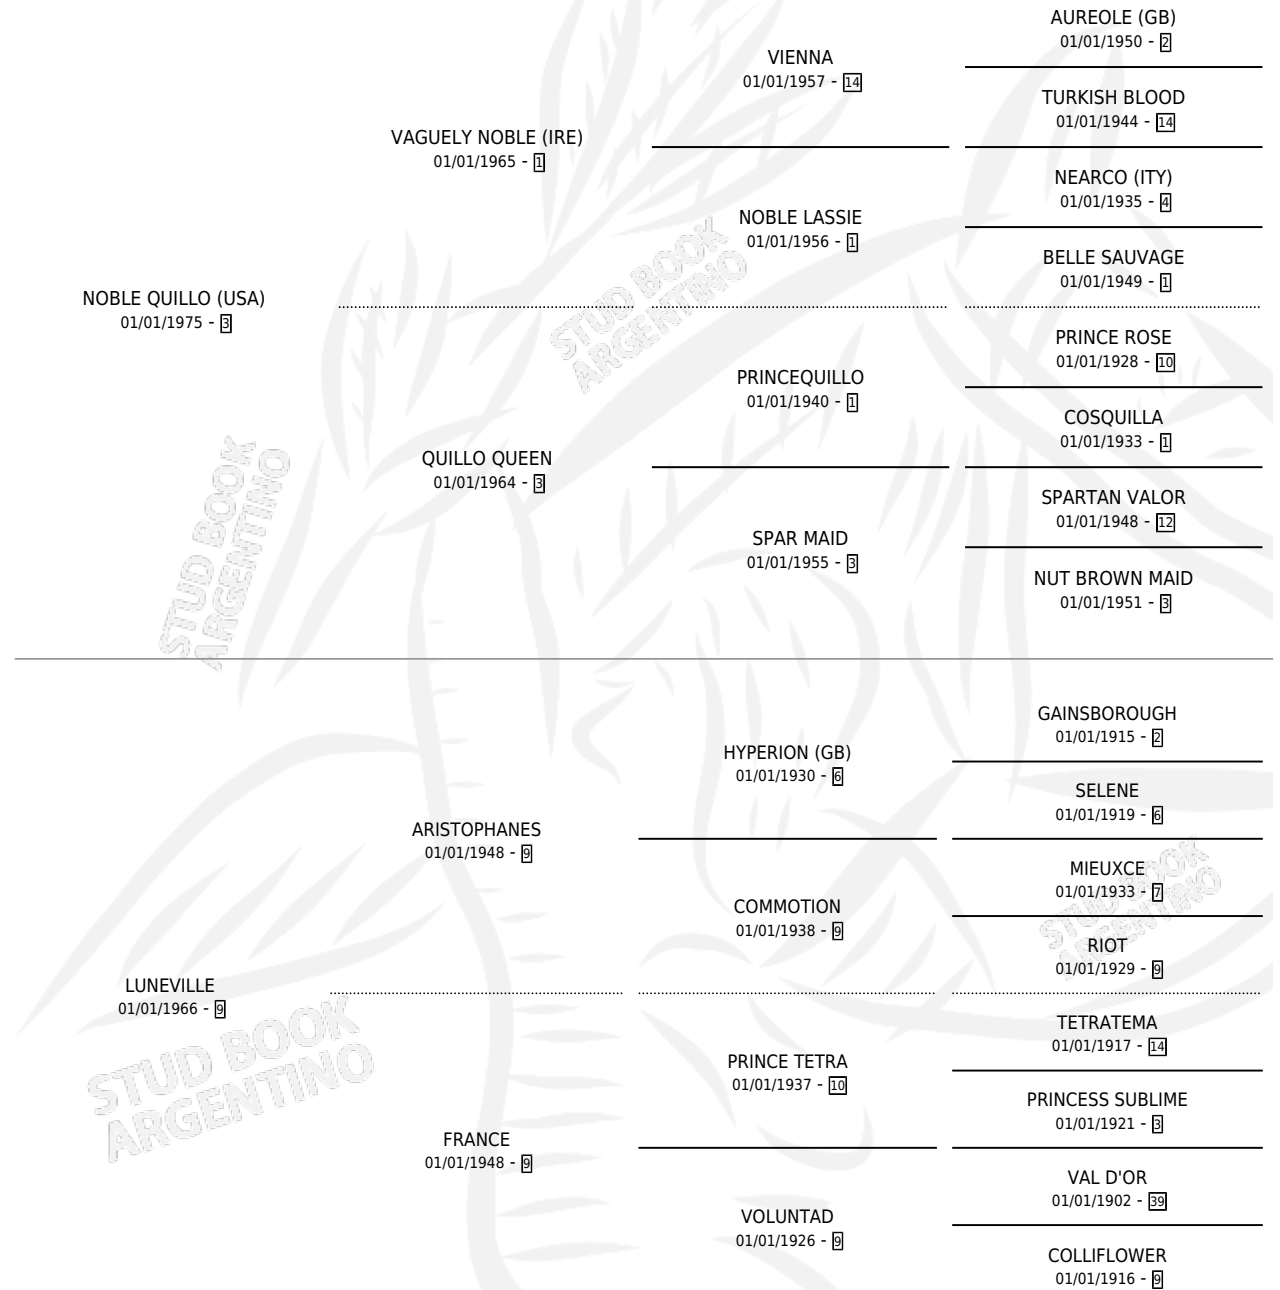 AUREOLE (GB)
01/01/1950 - 2
VIENNA
01/01/1957 - 14
TURKISH BLOOD
01/01/1944 - 14
VAGUELY NOBLE (IRE)
01/01/1965 - 1
NEARCO (ITY)
01/01/1935 - 4
NOBLE LASSIE
01/01/1956 - 1
BELLE SAUVAGE
01/01/1949 - 1
NOBLE QUILLO (USA)
01/01/1975 - 3
PRINCE ROSE
01/01/1928 - 10
PRINCEQUILLO
01/01/1940 - 1
COSQUILLA
01/01/1933 - 1
QUILLO QUEEN
01/01/1964 - 3
SPARTAN VALOR
01/01/1948 - 12
SPAR MAID
01/01/1955 - 3
NUT BROWN MAID
01/01/1951 - 3
GAINSBOROUGH
01/01/1915 - 2
HYPERION (GB)
01/01/1930 - 6
SELENE
01/01/1919 - 6
ARISTOPHANES
01/01/1948 - 9
MIEUXCE
01/01/1933 - 7
COMMOTION
01/01/1938 - 9
RIOT
01/01/1929 - 9
LUNEVILLE
01/01/1966 - 9
TETRATEMA
01/01/1917 - 14
PRINCE TETRA
01/01/1937 - 10
PRINCESS SUBLIME
01/01/1921 - 3
FRANCE
01/01/1948 - 9
VAL D'OR
01/01/1902 - 39
VOLUNTAD
01/01/1926 - 9
COLLIFLOWER
01/01/1916 - 9
STUD BOOK
ARGENTINO
STUD BOOK
ARGENTINO
STUD BOOK
ARGENTINO
STUD BOOK
ARGENTINO